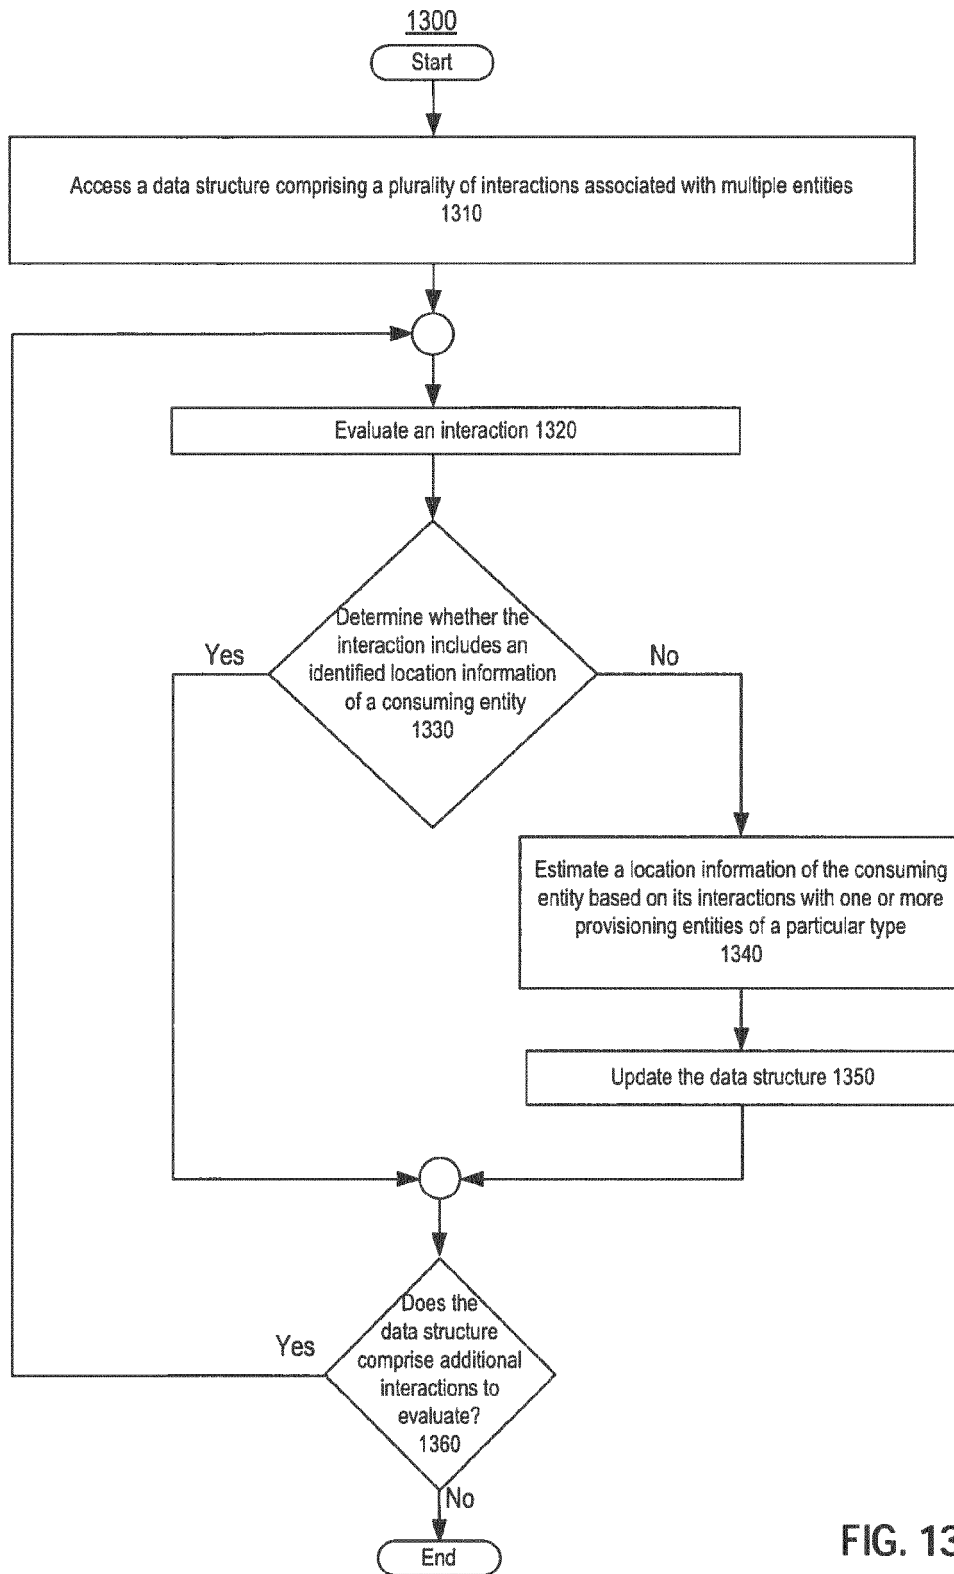 1300
Start
Access a data structure comprising a plurality of interactions associated with multiple entities
1310
Evaluate an interaction 1320
Determine whether the
interaction includes an
identified location information
of a consuming entity
1330
Yes
No
Estimate a location information of the consuming
entity based on its interactions with one or more
provisioning entities of a particular type
1340
Update the data structure 1350
Does the
data structure
comprise additional
interactions to
evaluate?
1360
Yes
No
End
FIG. 13